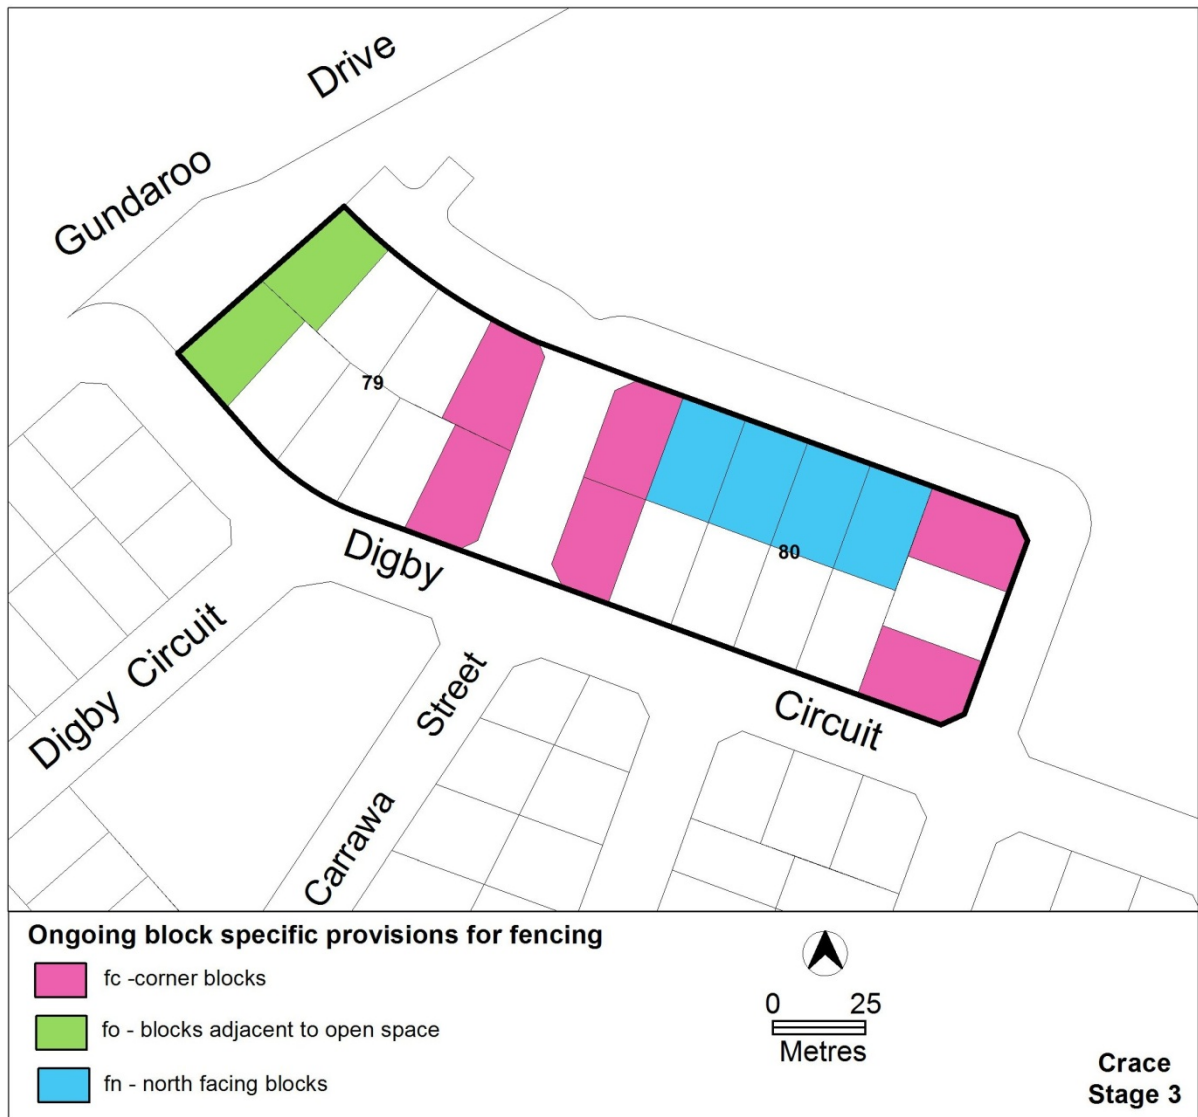 Gundaroo Drive
79
80
Digby Circuit
Digby Circuit
Carrawa Street
Ongoing block specific provisions for fencing
fc -corner blocks
fo - blocks adjacent to open space
fn - north facing blocks
0 25
Metres
Crace
Stage 3